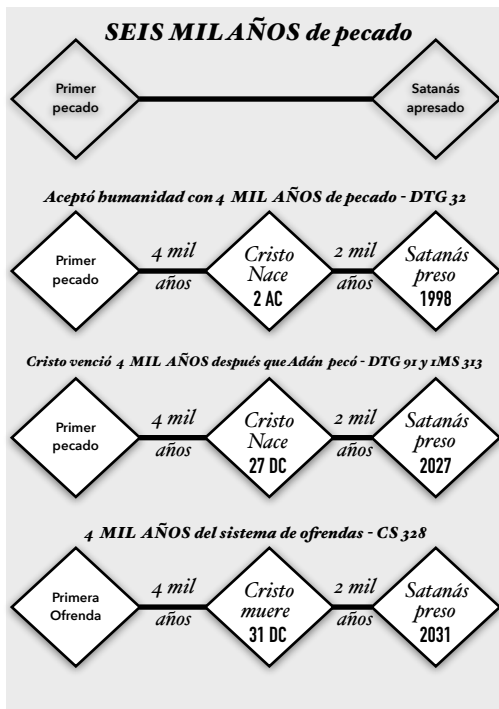 SEIS MIL AÑOS de pecado
Primer
pecado
Satanás
apresado
Aceptó humanidad con 4 MIL AÑOS de pecado - DTG 32
Primer
pecado
4 mil
años
Cristo
Nace
2 AC
2 mil
años
Satanás
preso
1998
Cristo venció 4 MIL AÑOS después que Adán pecó - DTG 91 y 1MS 313
Primer
pecado
4 mil
años
Cristo
Nace
27 DC
2 mil
años
Satanás
preso
2027
4 MIL AÑOS del sistema de ofrendas - CS 328
Primera
Ofrenda
4 mil
años
Cristo
muere
31 DC
2 mil
años
Satanás
preso
2031